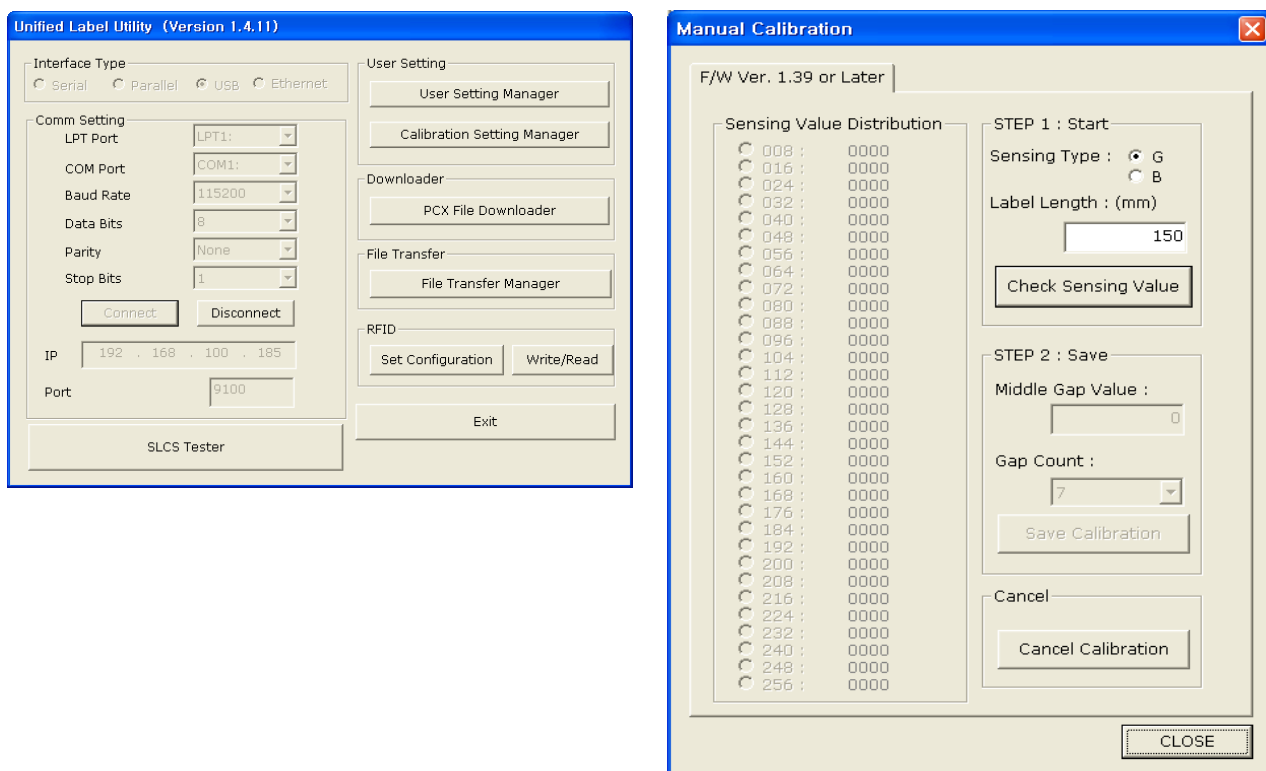 Unified Label Utility (Version 1.4.11)
Interface Type
Serial Parallel USB Ethernet
Comm Setting
LPT Port LPT1:
COM Port COM1:
Baud Rate 115200
Data Bits 8
Parity None
Stop Bits 1
Connect Disconnect
IP 192 . 168 . 100 . 185
Port 9100
SLCS Tester
User Setting
User Setting Manager
Calibration Setting Manager
Downloader
PCX File Downloader
File Transfer
File Transfer Manager
RFID
Set Configuration Write/Read
Exit
Manual Calibration
F/W Ver. 1.39 or Later
Sensing Value Distribution
008 : 0000
016 : 0000
024 : 0000
032 : 0000
040 : 0000
048 : 0000
056 : 0000
064 : 0000
072 : 0000
080 : 0000
088 : 0000
096 : 0000
104 : 0000
112 : 0000
120 : 0000
128 : 0000
136 : 0000
144 : 0000
152 : 0000
160 : 0000
168 : 0000
176 : 0000
184 : 0000
192 : 0000
200 : 0000
208 : 0000
216 : 0000
224 : 0000
232 : 0000
240 : 0000
248 : 0000
256 : 0000
STEP 1 : Start
Sensing Type : G
B
Label Length : (mm)
150
Check Sensing Value
STEP 2 : Save
Middle Gap Value :
0
Gap Count :
7
Save Calibration
Cancel
Cancel Calibration
CLOSE